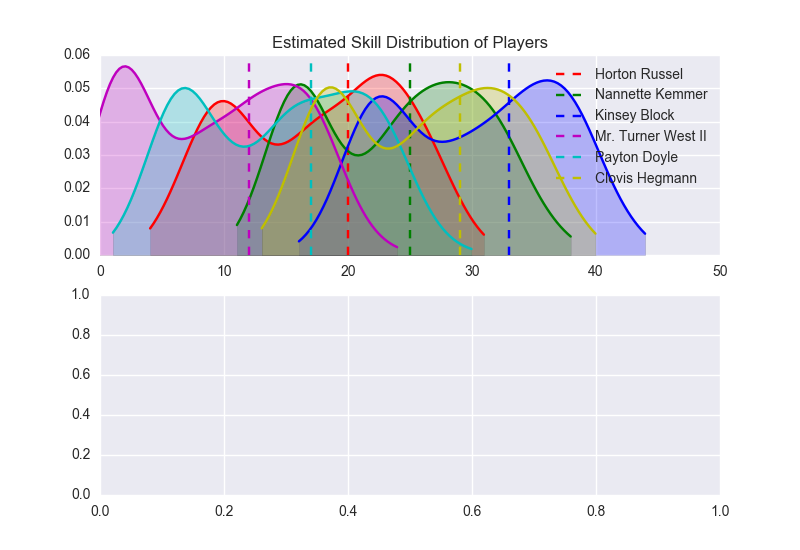 Estimated Skill Distribution of Players
0.06
0.05
0.04
0.03
0.02
0.01
0.00
0 10 20 30 40 50
Horton Russel
Nannette Kemmer
Kinsey Block
Mr. Turner West II
Rayton Doyle
Clovis Hegmann
1.0
0.8
0.6
0.4
0.2
0.0
0.0 0.2 0.4 0.6 0.8 1.0